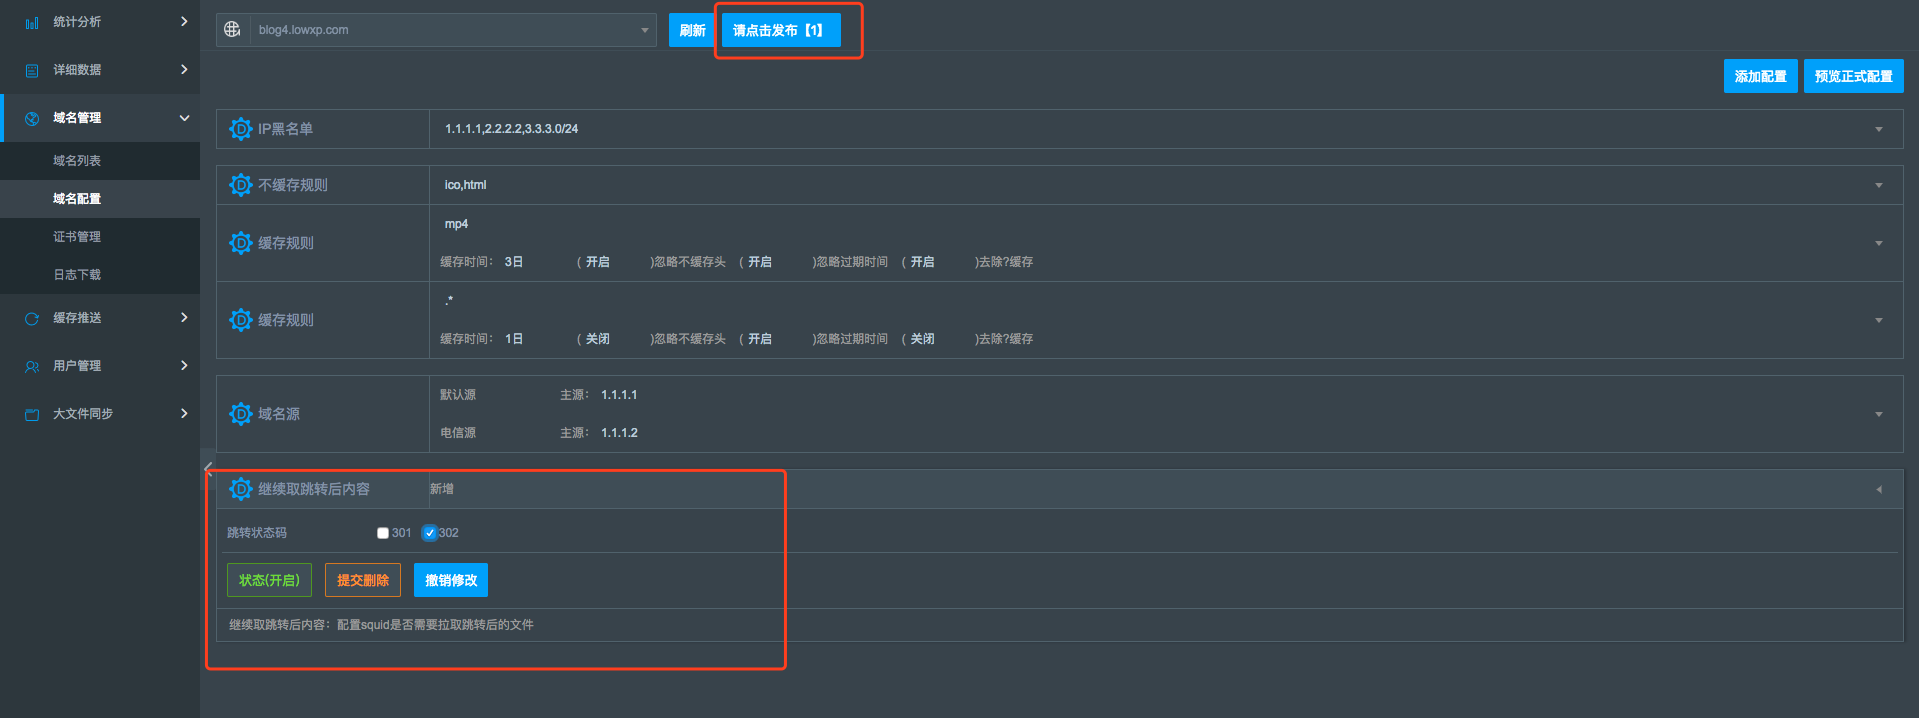 统计分析
详细数据
域名管理
域名列表
域名配置
证书管理
日志下载
缓存推送
用户管理
大文件同步
blog4.lowxp.com 刷新 请点击发布【1】
添加配置 预览正式配置
IP黑名单 1.1.1.1,2.2.2.2,3.3.3.0/24
不缓存规则 ico,html
缓存规则 mp4
缓存时间: 3日 ( 开启 )忽略不缓存头 ( 开启 )忽略过期时间 ( 开启 )去除?缓存
缓存规则 .*
缓存时间: 1日 ( 关闭 )忽略不缓存头 ( 开启 )忽略过期时间 ( 关闭 )去除?缓存
域名源
默认源 主源: 1.1.1.1
电信源 主源: 1.1.1.2
继续取跳转后内容 新增
跳转状态码 301 302
状态(开启) 提交删除 撤销修改
继续取跳转后内容: 配置squid是否需要拉取跳转后的文件